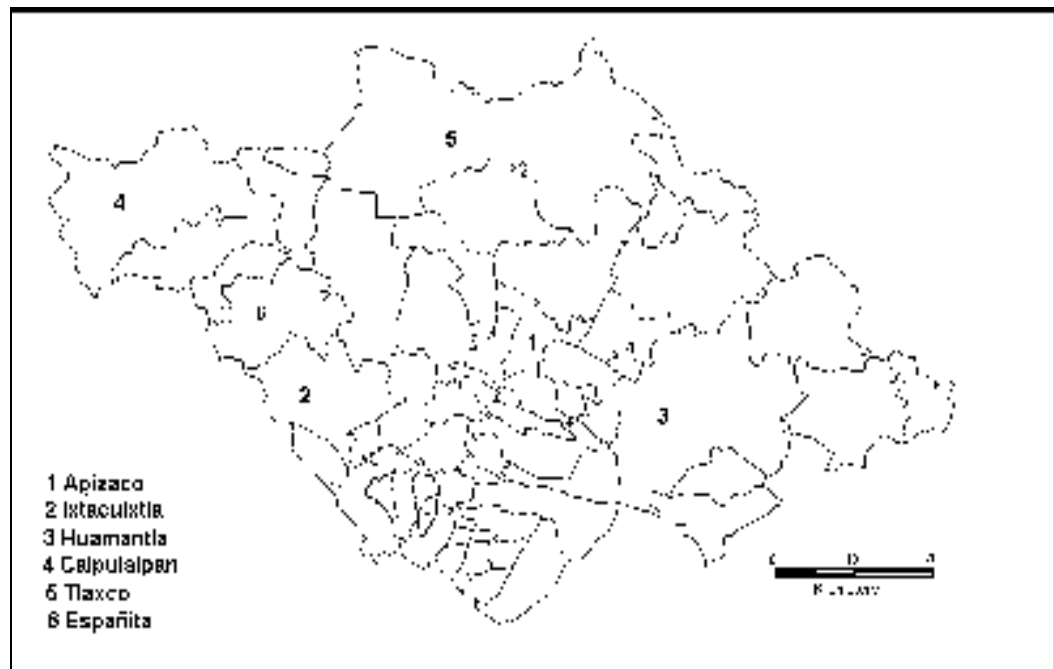 5
4
6
1
2
3
1 Apizaco
2 Ixtacuixtla
3 Huamantla
4 Calpulalpan
5 Tlaxco
6 Españita